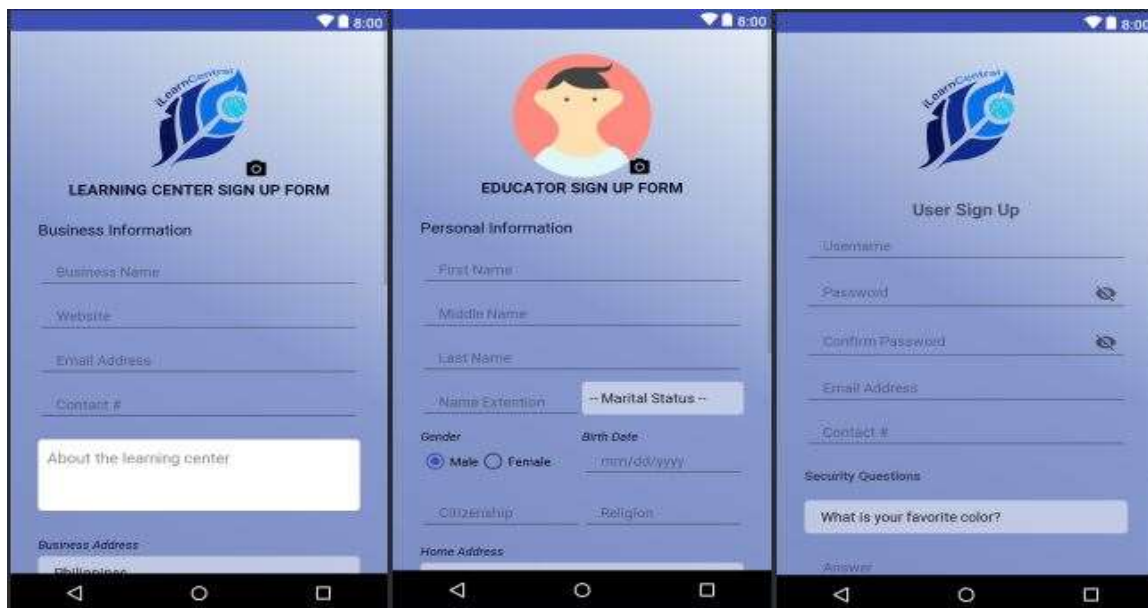 8:00
iLearnCentral
LEARNING CENTER SIGN UP FORM
Business Information
Business Name
Website
Email Address
Contact #
About the learning center
Business Address
Philippines
8:00
EDUCATOR SIGN UP FORM
Personal Information
First Name
Middle Name
Last Name
Name Extention
-- Marital Status --
Gender
Birth Date
Male
Female
mm/dd/yyyy
Citizenship
Religion
Home Address
8:00
iLearnCentral
User Sign Up
Username
Password
Confirm Password
Email Address
Contact #
Security Questions
What is your favorite color?
Answer